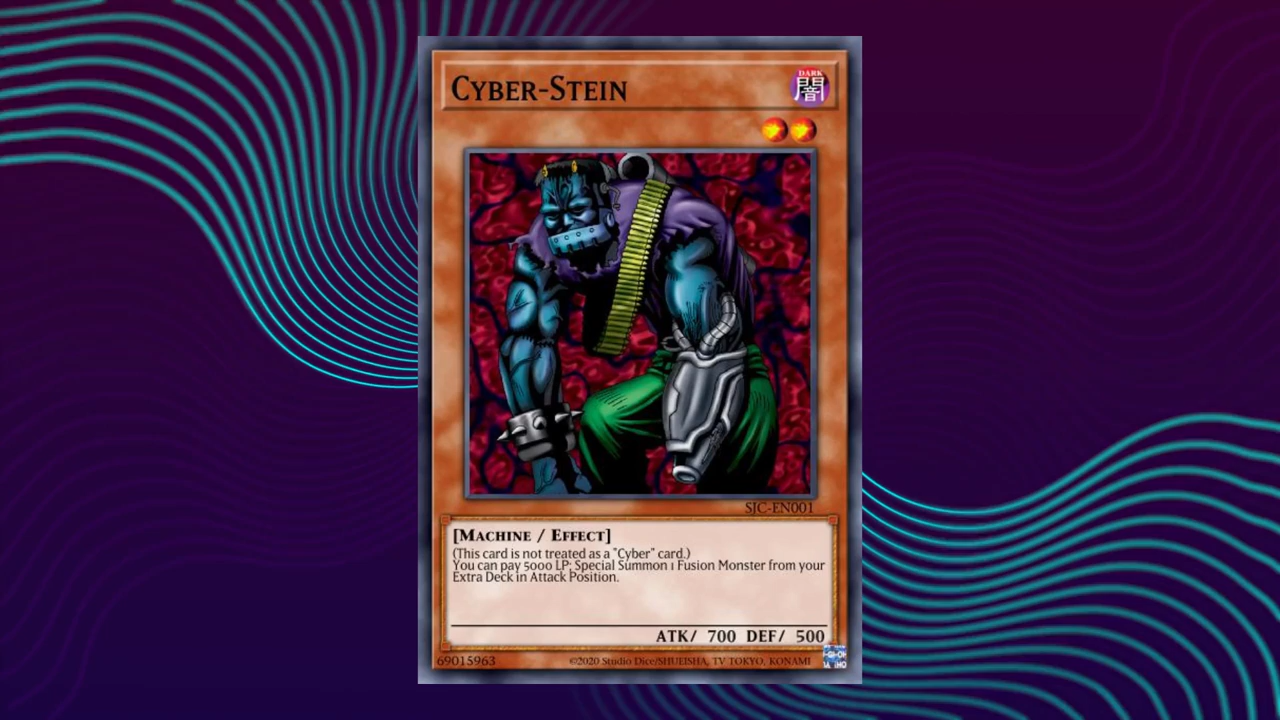 CYBER-STEIN
DARK
闇
SJC-EN001
[MACHINE / EFFECT]
(This card is not treated as a "Cyber" card.)
You can pay 5000 LP; Special Summon 1 Fusion Monster from your
Extra Deck in Attack Position.
ATK/ 700 DEF/ 500
69015963
©2020 Studio Dice/SHUEISHA, TV TOKYO, KONAMI